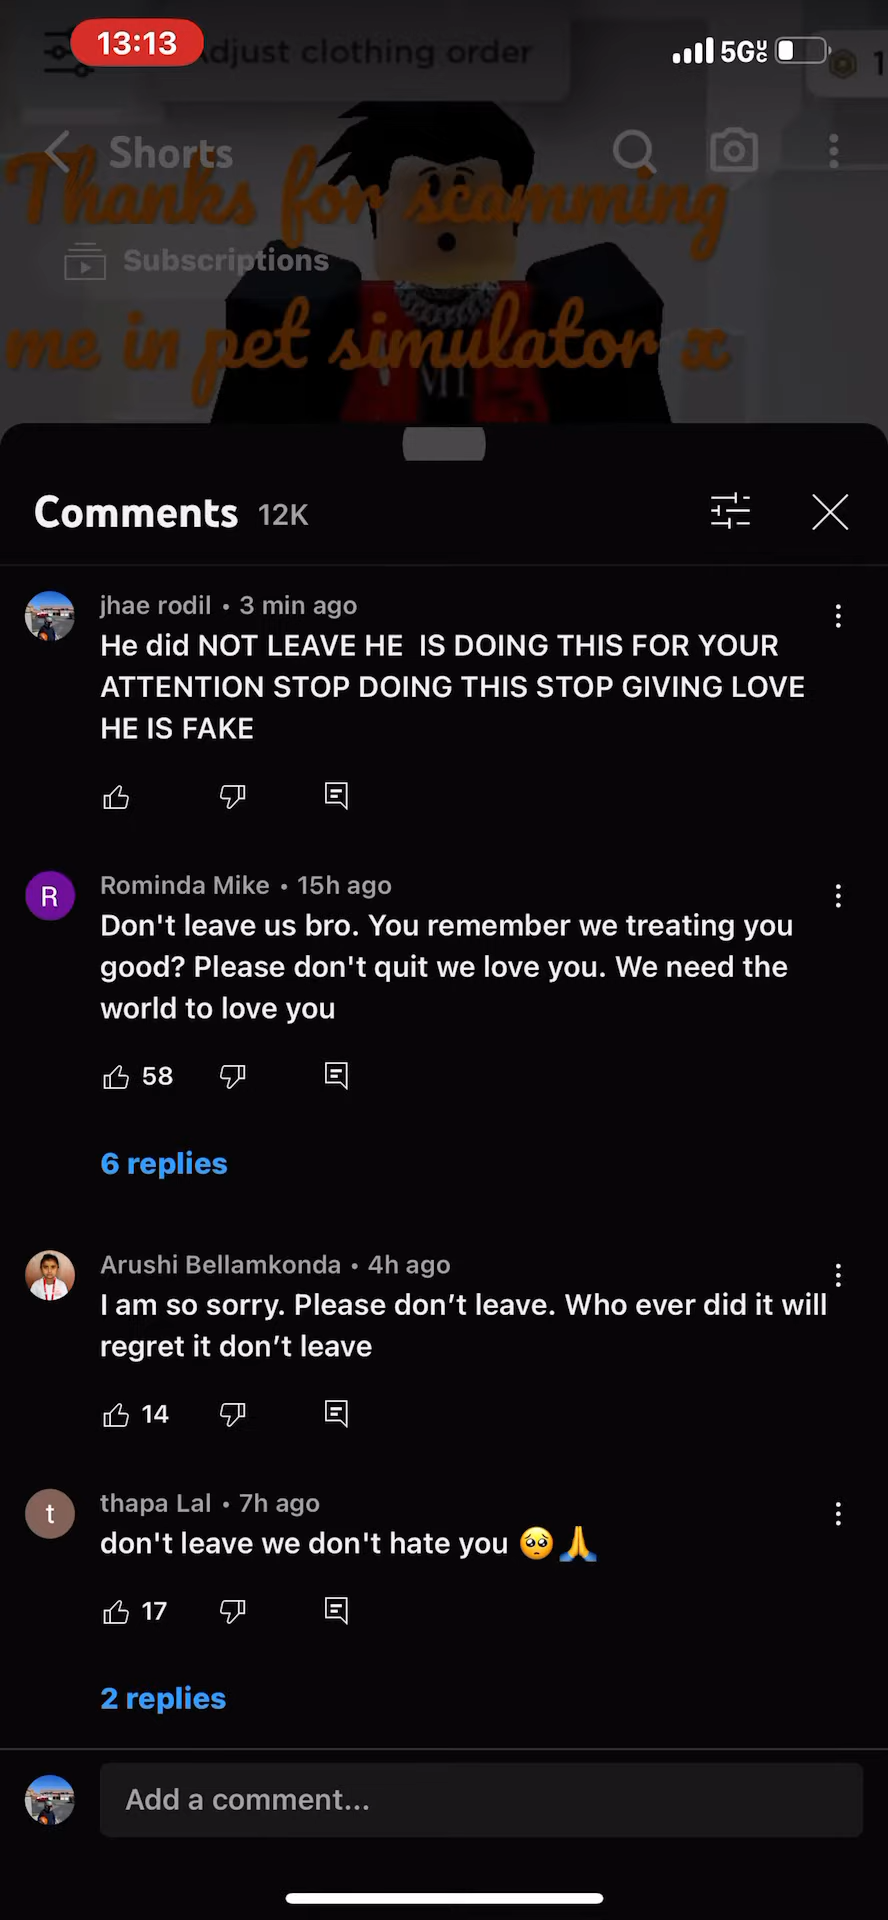 13:13
Adjust clothing order
5G
1
Shorts
Thanks for scamming
Subscriptions
me in pet simulator x
Comments 12K
jhae rodil • 3 min ago
He did NOT LEAVE HE IS DOING THIS FOR YOUR
ATTENTION STOP DOING THIS STOP GIVING LOVE
HE IS FAKE
R
Rominda Mike • 15h ago
Don't leave us bro. You remember we treating you
good? Please don't quit we love you. We need the
world to love you
58
6 replies
Arushi Bellamkonda • 4h ago
I am so sorry. Please don’t leave. Who ever did it will
regret it don’t leave
14
t
thapa Lal • 7h ago
don't leave we don't hate you 🥺🙏
17
2 replies
Add a comment...